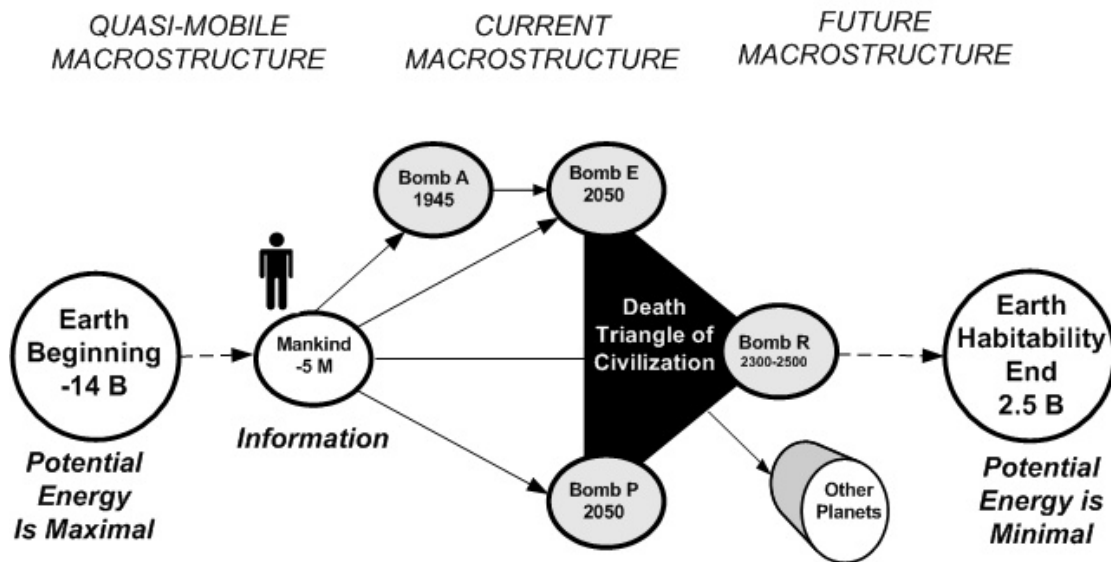 QUASI-MOBILE
MACROSTRUCTURE
CURRENT
MACROSTRUCTURE
FUTURE
MACROSTRUCTURE
Bomb A
1945
Bomb E
2050
Earth
Beginning
-14 B
Mankind
-5 M
Death
Triangle of
Civilization
Bomb R
2300-2500
Earth
Habitability
End
2.5 B
Information
Potential
Energy
Is Maximal
Bomb P
2050
Other
Planets
Potential
Energy is
Minimal